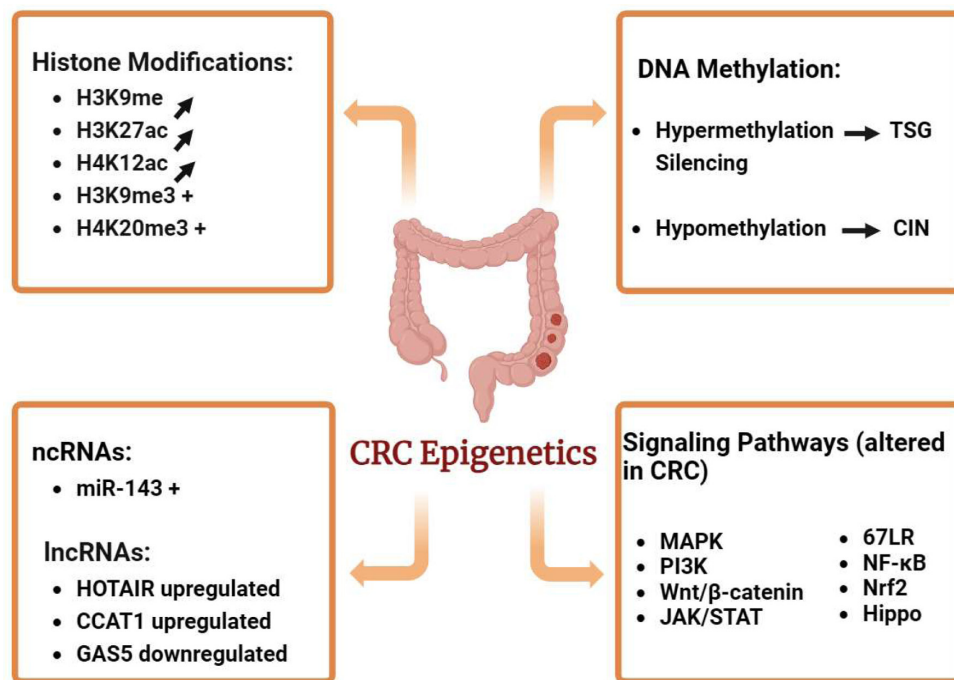 Histone Modifications:
• H3K9me
• H3K27ac
• H4K12ac
• H3K9me3 +
• H4K20me3 +
DNA Methylation:
• Hypermethylation → TSG
Silencing
• Hypomethylation → CIN
CRC Epigenetics
ncRNAs:
• miR-143 +
lncRNAs:
• HOTAIR upregulated
• CCAT1 upregulated
• GAS5 downregulated
Signaling Pathways (altered
in CRC)
• MAPK
• PI3K
• Wnt/β-catenin
• JAK/STAT
• 67LR
• NF-κB
• Nrf2
• Hippo